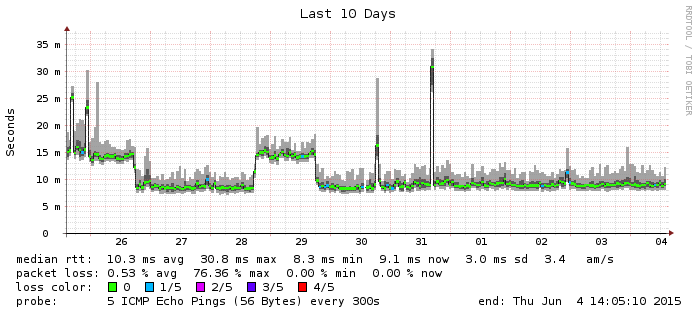 Last 10 Days
RRDTOOL / TOBI OETIKER
Seconds
35 m
30 m
25 m
20 m
15 m
10 m
5 m
0
26 27 28 29 30 31 01 02 03 04
median rtt: 10.3 ms avg 30.8 ms max 8.3 ms min 9.1 ms now 3.0 ms sd 3.4 am/s
packet loss: 0.53 % avg 76.36 % max 0.00 % min 0.00 % now
loss color: 0 1/5 2/5 3/5 4/5
probe: 5 ICMP Echo Pings (56 Bytes) every 300s end: Thu Jun 4 14:05:10 2015